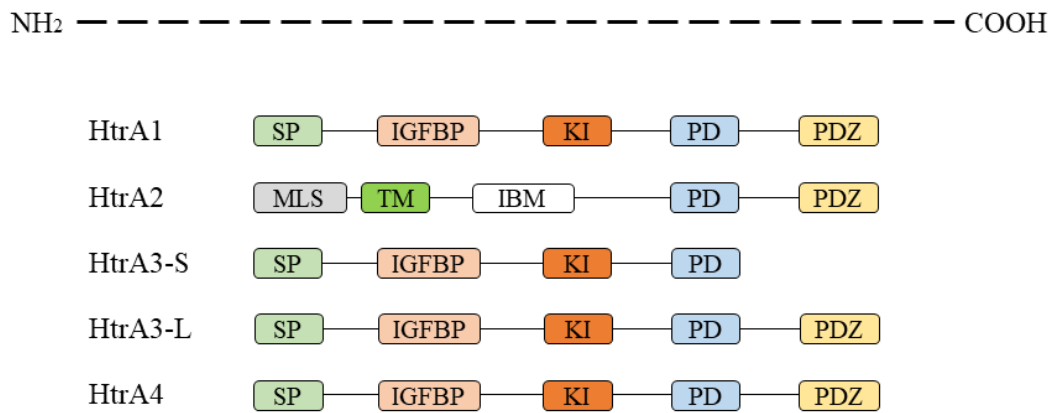 NH₂ COOH
HtrA1 SP IGFBP KI PD PDZ
HtrA2 MLS TM IBM PD PDZ
HtrA3-S SP IGFBP KI PD
HtrA3-L SP IGFBP KI PD PDZ
HtrA4 SP IGFBP KI PD PDZ